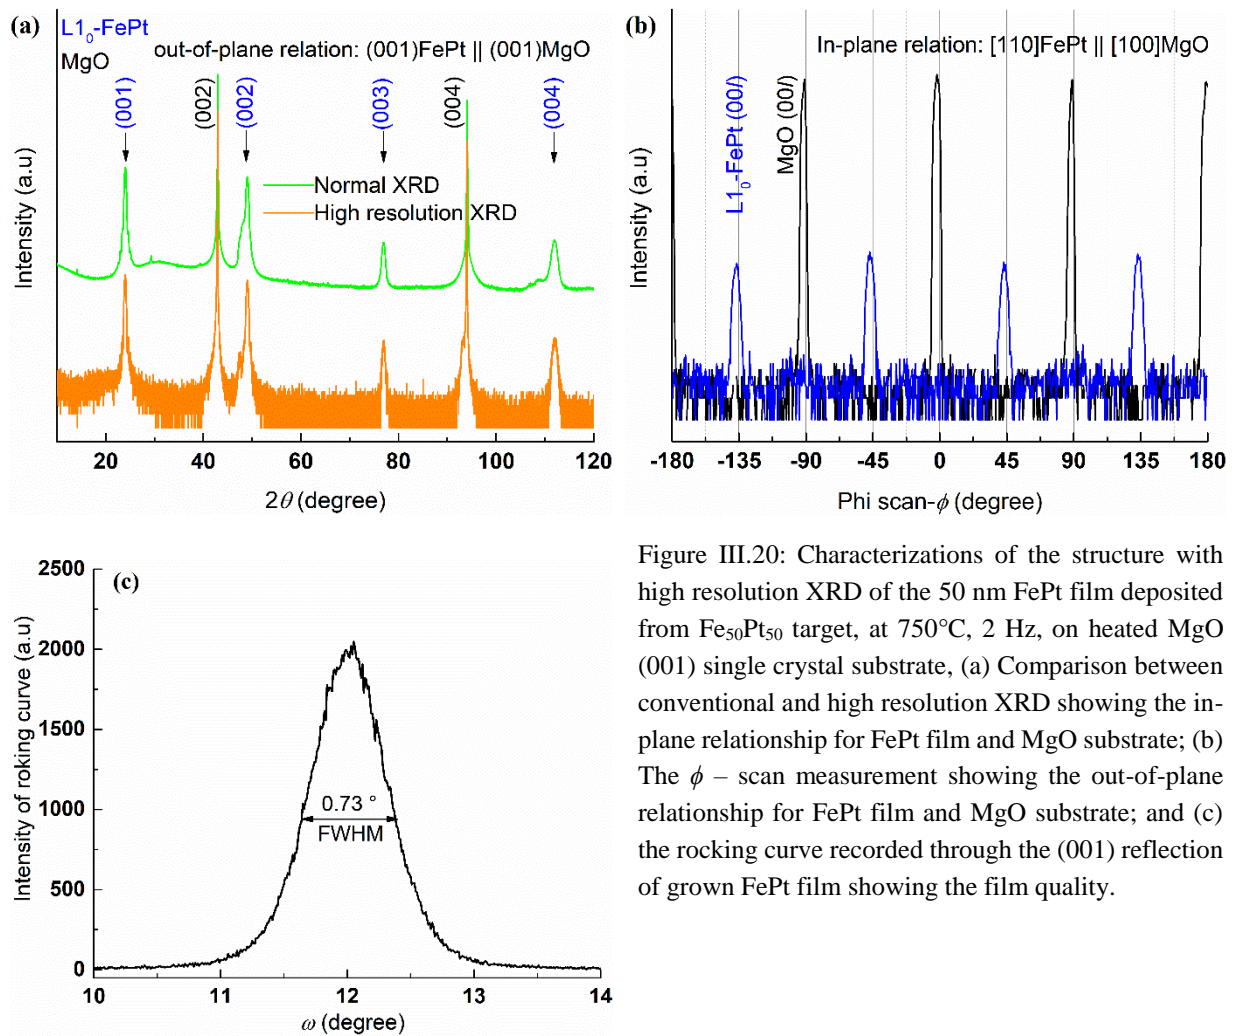 (a)
L1₀-FePt
MgO
out-of-plane relation: (001)FePt || (001)MgO
(001)
(002)
(002)
(003)
(004)
(004)
Normal XRD
High resolution XRD
Intensity (a.u)
20
40
60
80
100
120
2θ (degree)
(b)
In-plane relation: [110]FePt || [100]MgO
L1₀-FePt (00l)
MgO (00l)
Intensity (a.u)
-180
-135
-90
-45
0
45
90
135
180
Phi scan-ϕ (degree)
(c)
2500
2000
1500
1000
500
0
Intensity of roking curve (a.u)
0.73 °
FWHM
10
11
12
13
14
ω (degree)
Figure III.20: Characterizations of the structure with
high resolution XRD of the 50 nm FePt film deposited
from Fe₅₀Pt₅₀ target, at 750°C, 2 Hz, on heated MgO
(001) single crystal substrate, (a) Comparison between
conventional and high resolution XRD showing the in-
plane relationship for FePt film and MgO substrate; (b)
The ϕ – scan measurement showing the out-of-plane
relationship for FePt film and MgO substrate; and (c)
the rocking curve recorded through the (001) reflection
of grown FePt film showing the film quality.